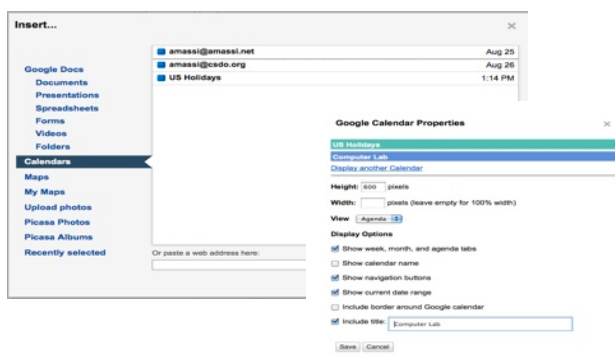 Insert...
amassi@amassi.net Aug 25
amassi@csdo.org Aug 26
US Holidays 1:14 PM
Google Docs
Documents
Presentations
Spreadsheets
Forms
Videos
Folders
Calendars
Maps
My Maps
Upload photos
Picasa Photos
Picasa Albums
Recently selected
Or paste a web address here:
Google Calendar Properties
US Holidays
Computer Lab
Display another Calendar
Height: 600 pixels
Width: pixels (leave empty for 100% width)
View Agenda
Display Options
Show week, month, and agenda tabs
Show calendar name
Show navigation buttons
Show current date range
Include border around Google calendar
Include title: Computer Lab
Save Cancel